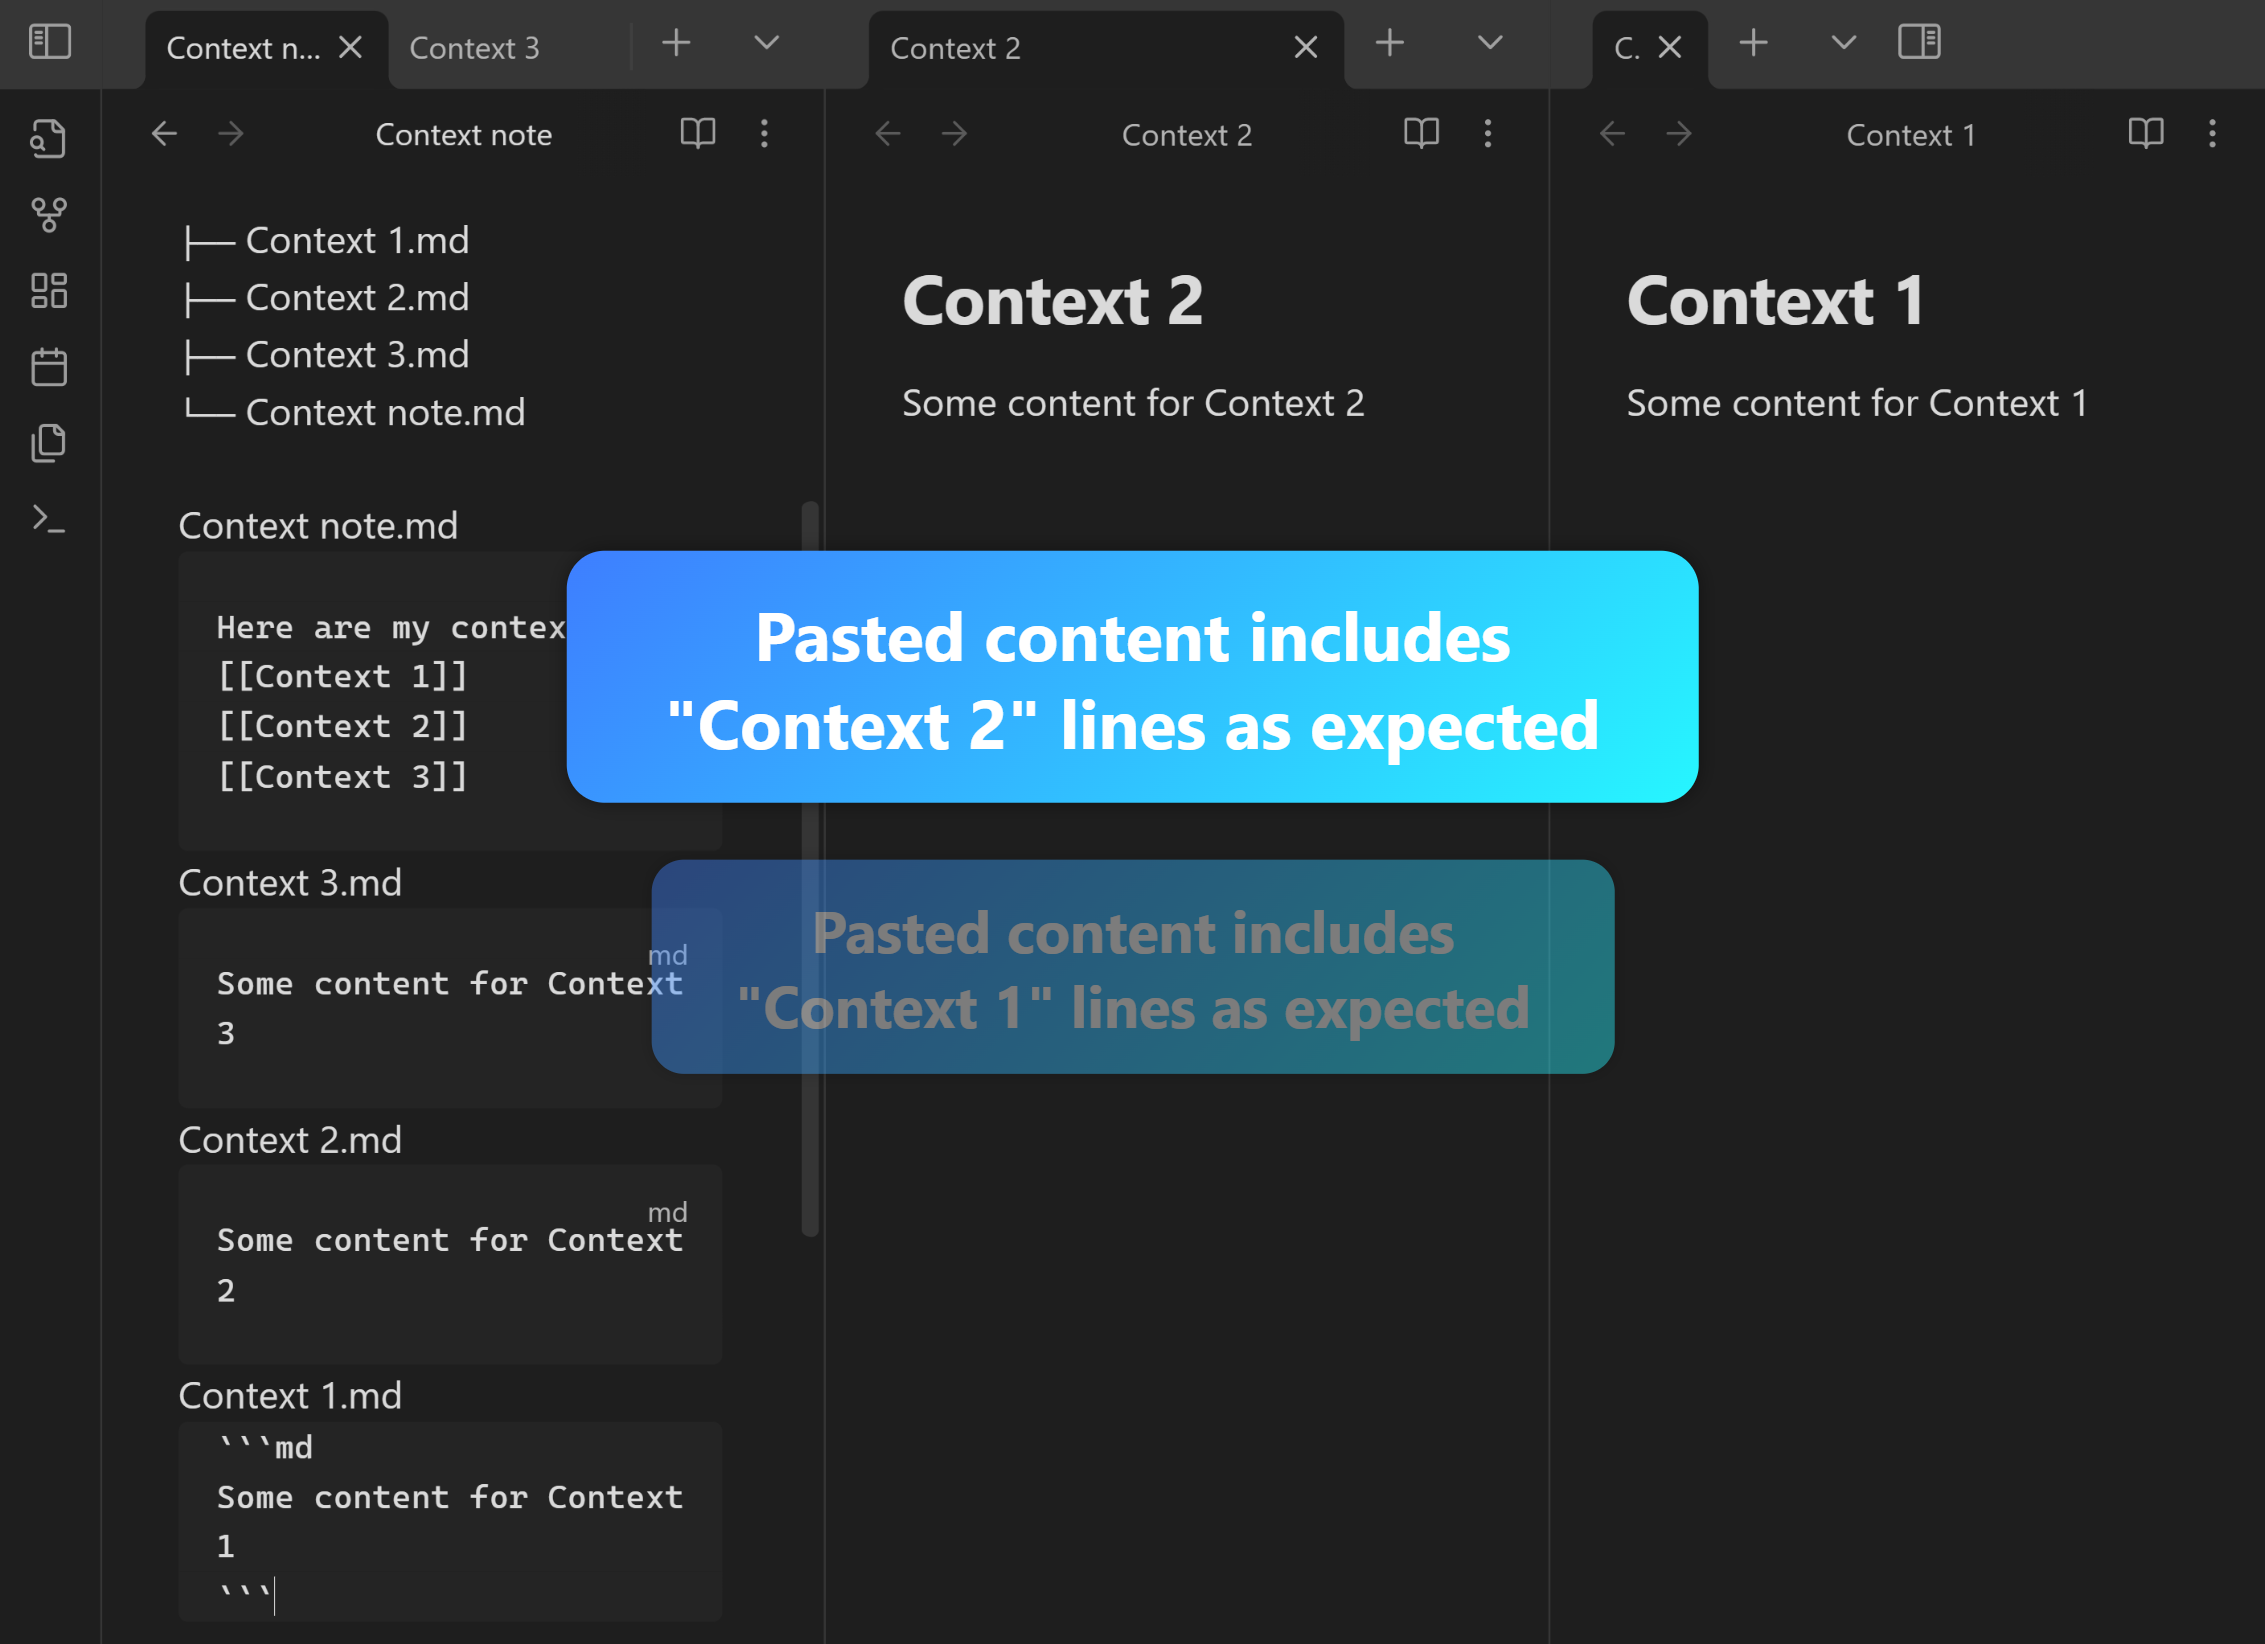 Context n...
Context 3
Context 2
C.
Context note
Context 2
Context 1
├── Context 1.md
├── Context 2.md
├── Context 3.md
└── Context note.md
Context note.md
Here are my contex
[[Context 1]]
[[Context 2]]
[[Context 3]]
Context 3.md
md
Some content for Context
3
Context 2.md
md
Some content for Context
2
Context 1.md
```md
Some content for Context
1
```
Context 2
Some content for Context 2
Context 1
Some content for Context 1
Pasted content includes
"Context 2" lines as expected
Pasted content includes
"Context 1" lines as expected